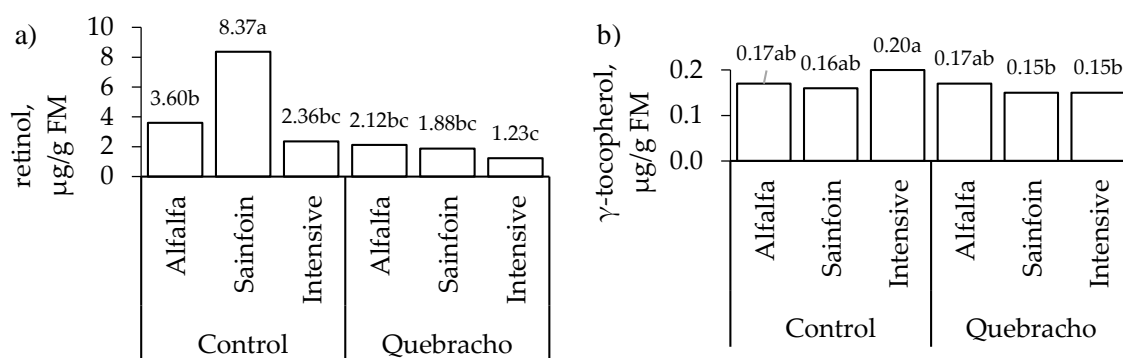 a)
retinol,
µg/g FM
10
8
6
4
2
0
3.60b
8.37a
2.36bc
2.12bc
1.88bc
1.23c
Alfalfa
Sainfoin
Intensive
Alfalfa
Sainfoin
Intensive
Control
Quebracho
b)
γ-tocopherol,
µg/g FM
0.2
0.1
0.0
0.17ab
0.16ab
0.20a
0.17ab
0.15b
0.15b
Alfalfa
Sainfoin
Intensive
Alfalfa
Sainfoin
Intensive
Control
Quebracho